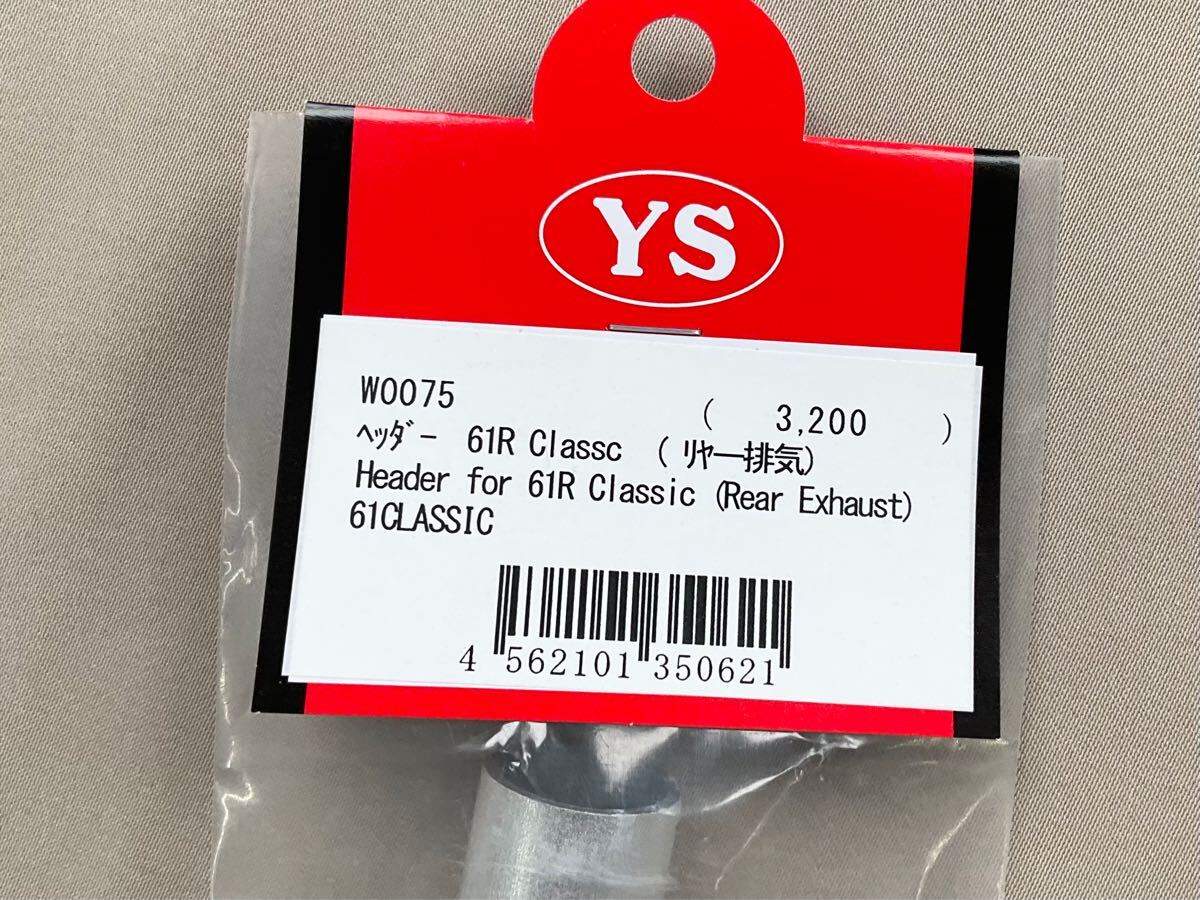 YS
W0075 ( 3,200 )
ﾍｯﾀﾞｰ 61R Classc ( ﾘﾔー排気)
Header for 61R Classic (Rear Exhaust)
61CLASSIC
4 562101 350621